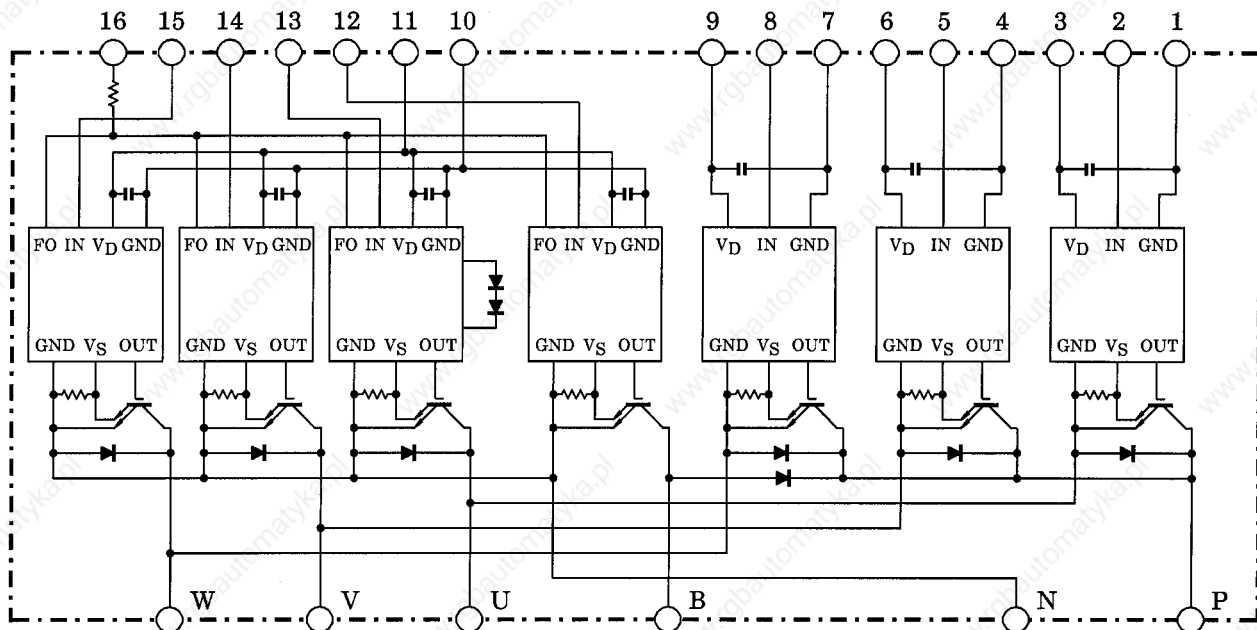 16 15 14 13 12 11 10 9 8 7 6 5 4 3 2 1
FO IN VD GND FO IN VD GND FO IN VD GND FO IN VD GND VD IN GND VD IN GND VD IN GND
GND VS OUT GND VS OUT GND VS OUT GND VS OUT GND VS OUT GND VS OUT GND VS OUT
W V U B N P
www.rgbautomatyka.pl